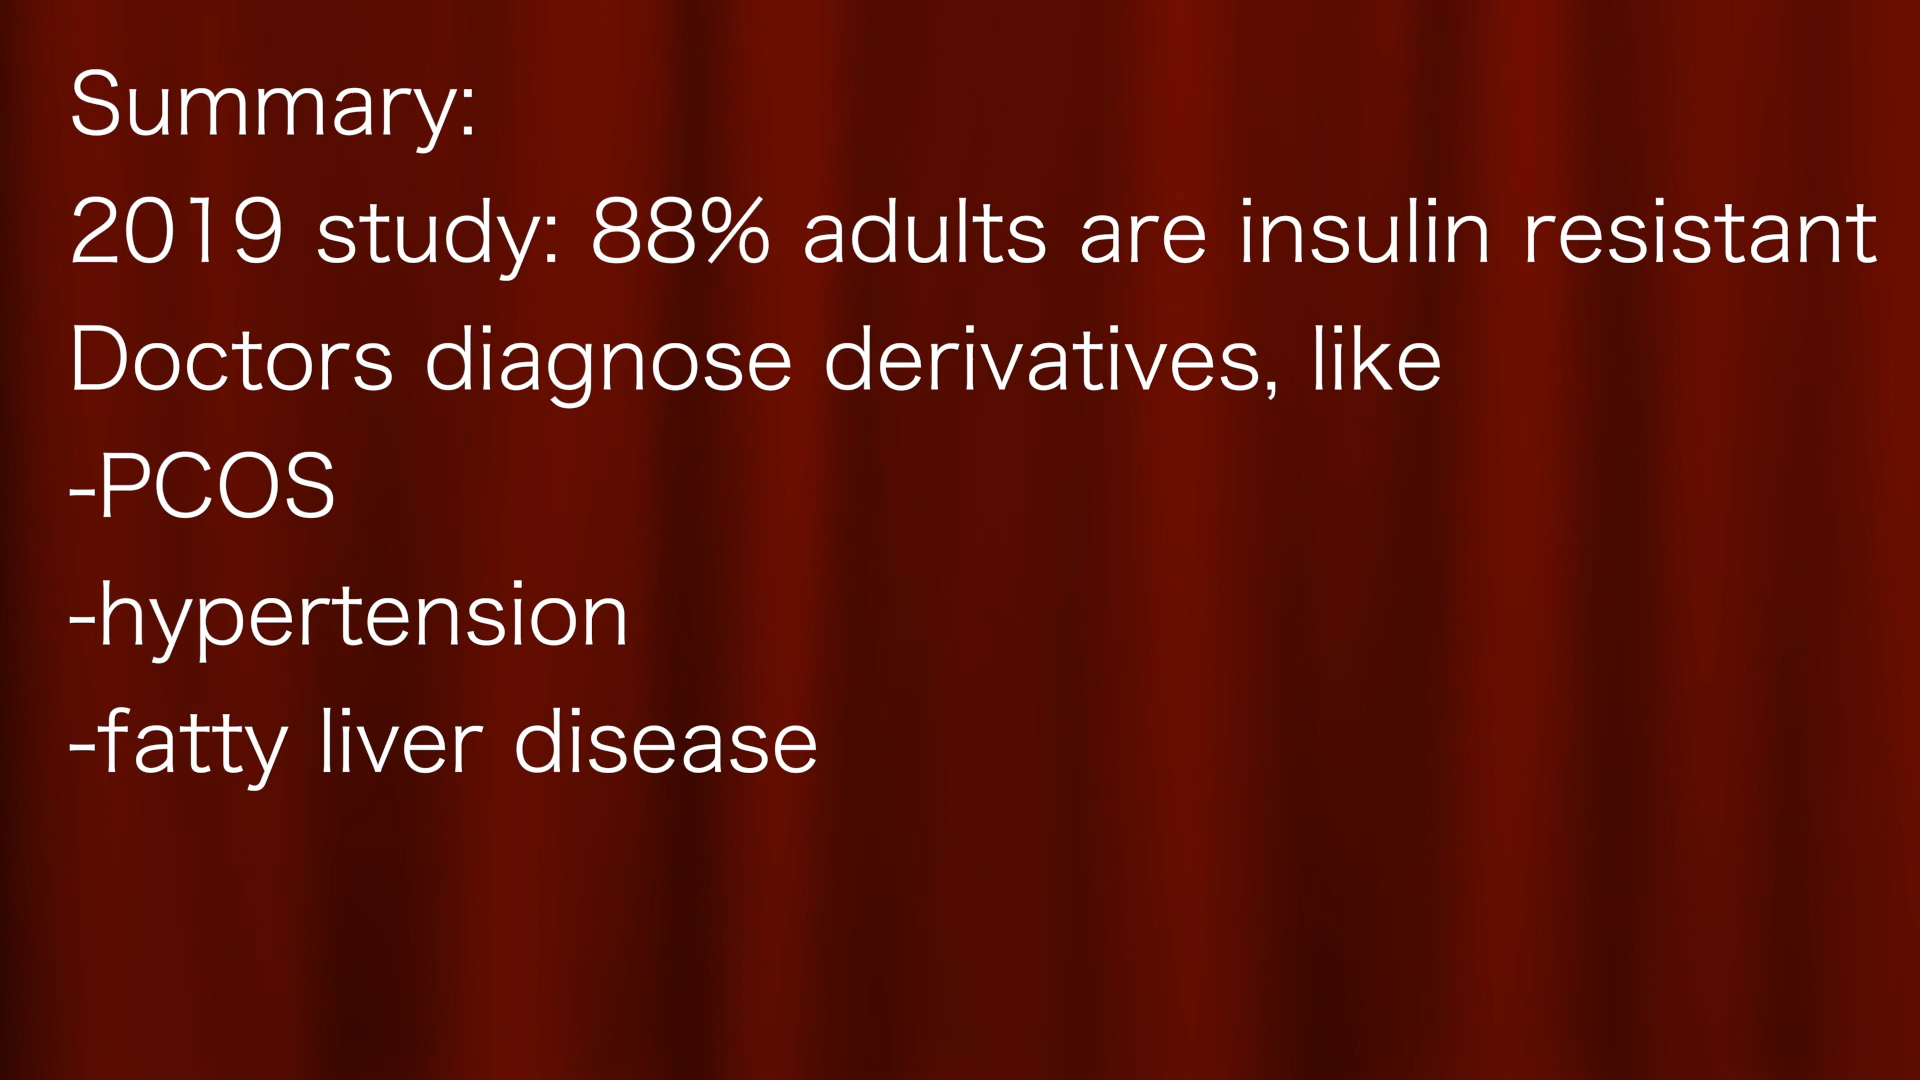 Summary:
2019 study: 88% adults are insulin resistant
Doctors diagnose derivatives, like
-PCOS
-hypertension
-fatty liver disease